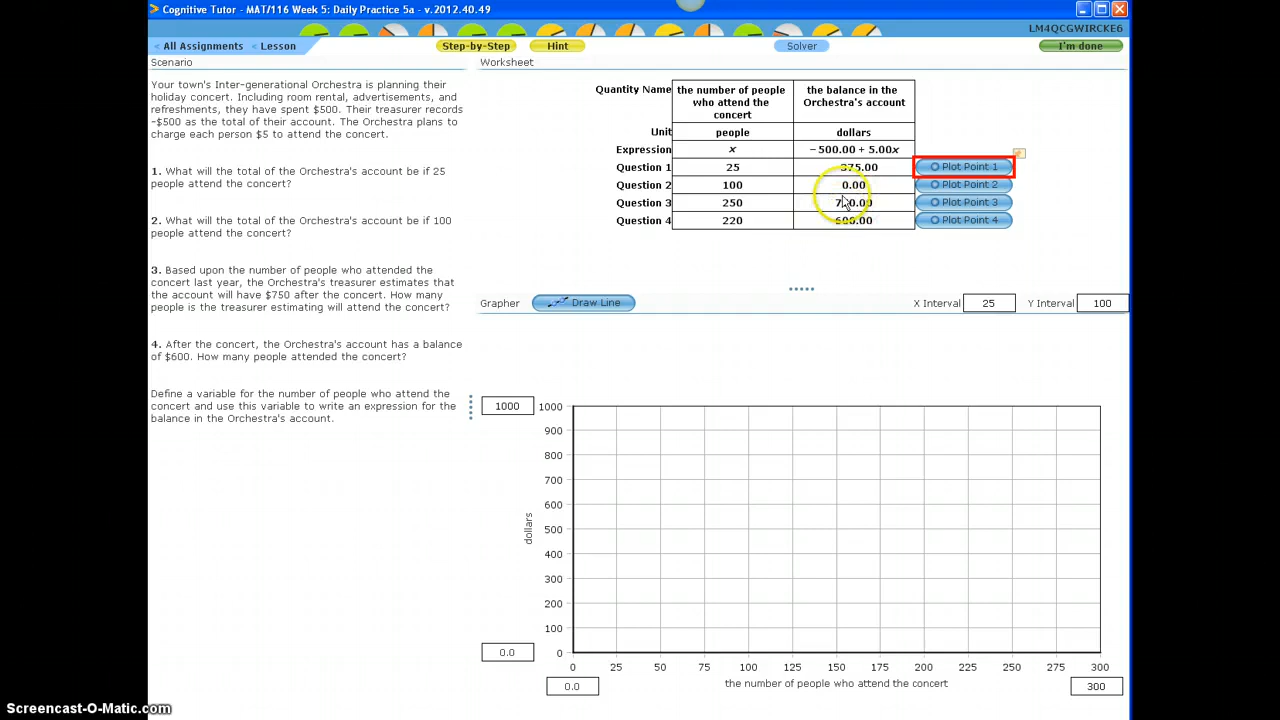 Cognitive Tutor - MAT/116 Week 5: Daily Practice 5a - v.2012.40.49
LM4QCGWIRCKE6
« All Assignments « Lesson
Step-by-Step
Hint
Solver
I'm done
Scenario
Worksheet
Your town's Inter-generational Orchestra is planning their
holiday concert. Including room rental, advertisements, and
refreshments, they have spent $500. Their treasurer records
-$500 as the total of their account. The Orchestra plans to
charge each person $5 to attend the concert.
1. What will the total of the Orchestra's account be if 25
people attend the concert?
2. What will the total of the Orchestra's account be if 100
people attend the concert?
3. Based upon the number of people who attended the
concert last year, the Orchestra's treasurer estimates that
the account will have $750 after the concert. How many
people is the treasurer estimating will attend the concert?
4. After the concert, the Orchestra's account has a balance
of $600. How many people attended the concert?
Define a variable for the number of people who attend the
concert and use this variable to write an expression for the
balance in the Orchestra's account.
Quantity Name
the number of people
who attend the
concert
the balance in the
Orchestra's account
Unit people dollars
Expression x −500.00 + 5.00x
Question 1 25 375.00 Plot Point 1
Question 2 100 0.00 Plot Point 2
Question 3 250 Plot Point 3
Question 4 220 600.00 Plot Point 4
Grapher Draw Line X Interval 25 Y Interval 100
1000
1000
900
800
700
600
500
400
300
200
100
0
0.0
dollars
0 25 50 75 100 125 150 175 200 225 250 275 300
0.0 the number of people who attend the concert 300
Screencast-O-Matic.com